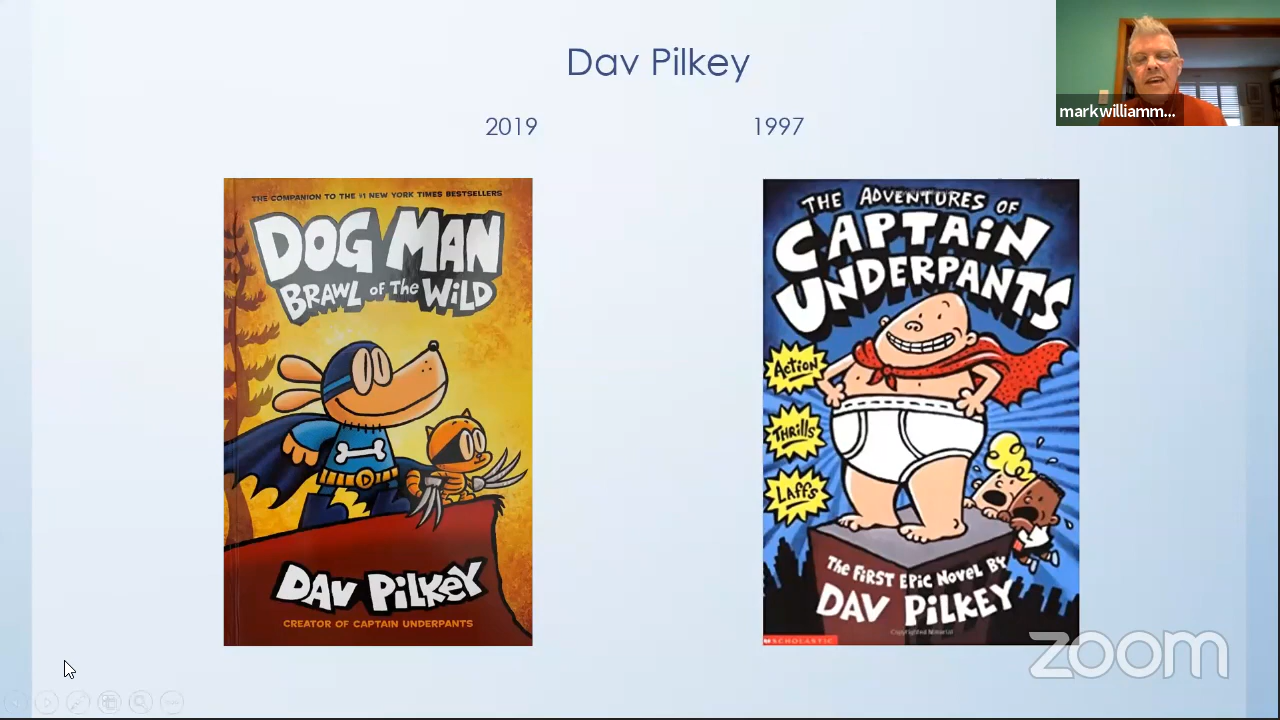 Dav Pilkey
2019
1997
markwilliamm...
THE COMPANION TO THE #1 NEW YORK TIMES BESTSELLERS
DOG MAN
BRAWL OF THE WiLD
DAV PiLKEY
CREATOR OF CAPTAIN UNDERPANTS
THE ADVENTURES OF
CAPTAiN
UNDERPANTS
ACTiON
THRiLLS
LAFFS
THE FiRST EPiC NOVEL BY
DAV PiLKEY
Copyrighted Material
SCHOLASTIC
zoom